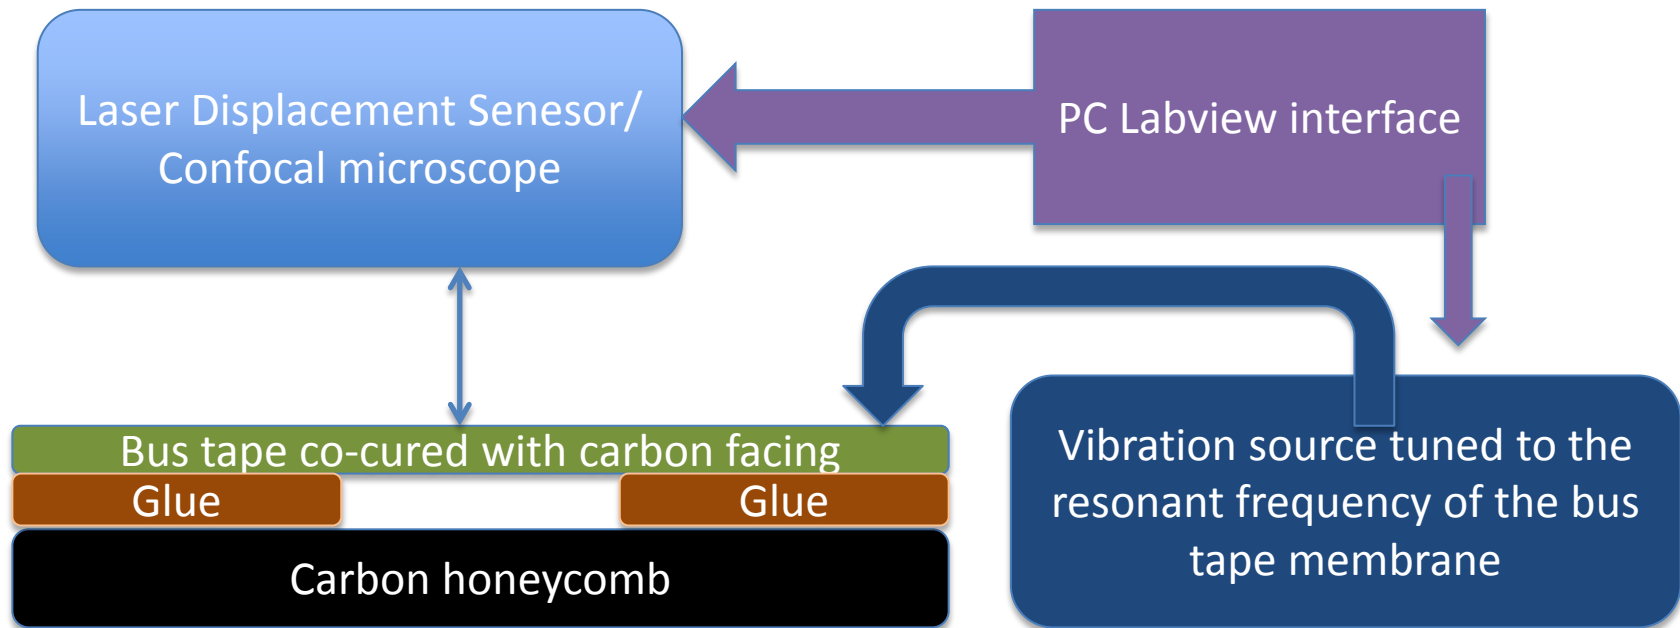 Laser Displacement Senesor/
Confocal microscope
PC Labview interface
Bus tape co-cured with carbon facing
Glue
Glue
Carbon honeycomb
Vibration source tuned to the
resonant frequency of the bus
tape membrane